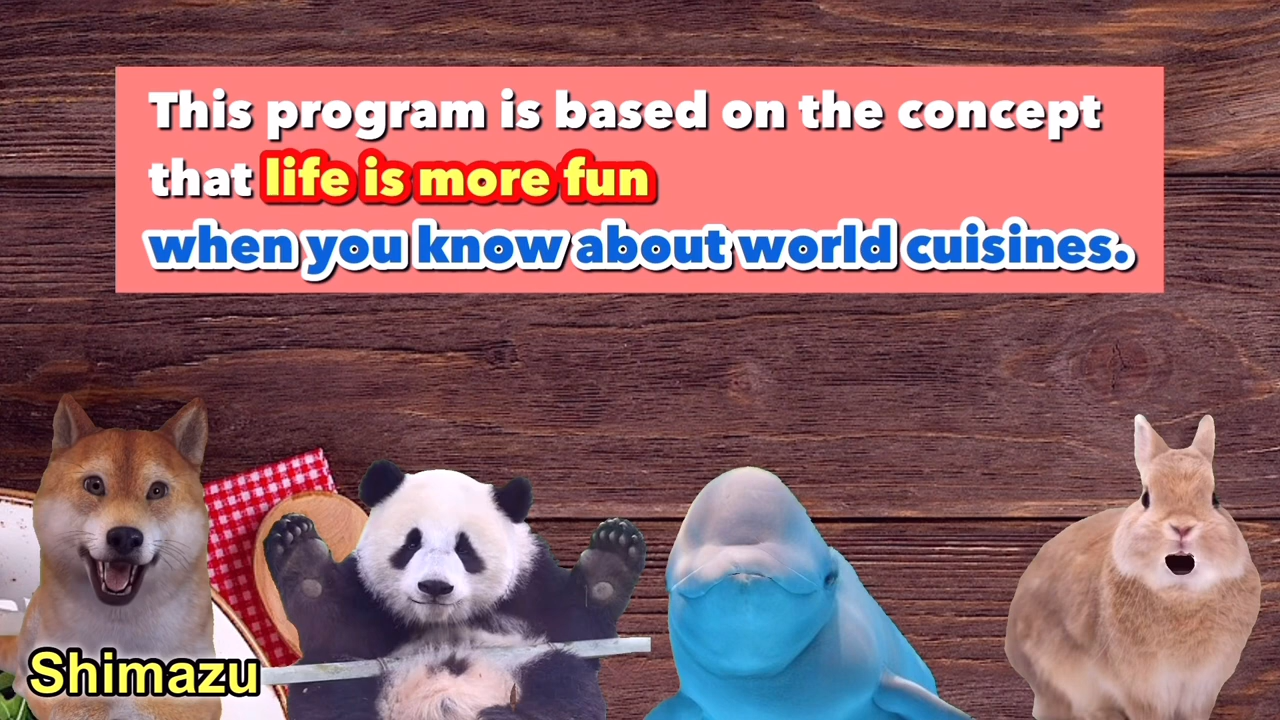 This program is based on the concept
that life is more fun
when you know about world cuisines.
Shimazu